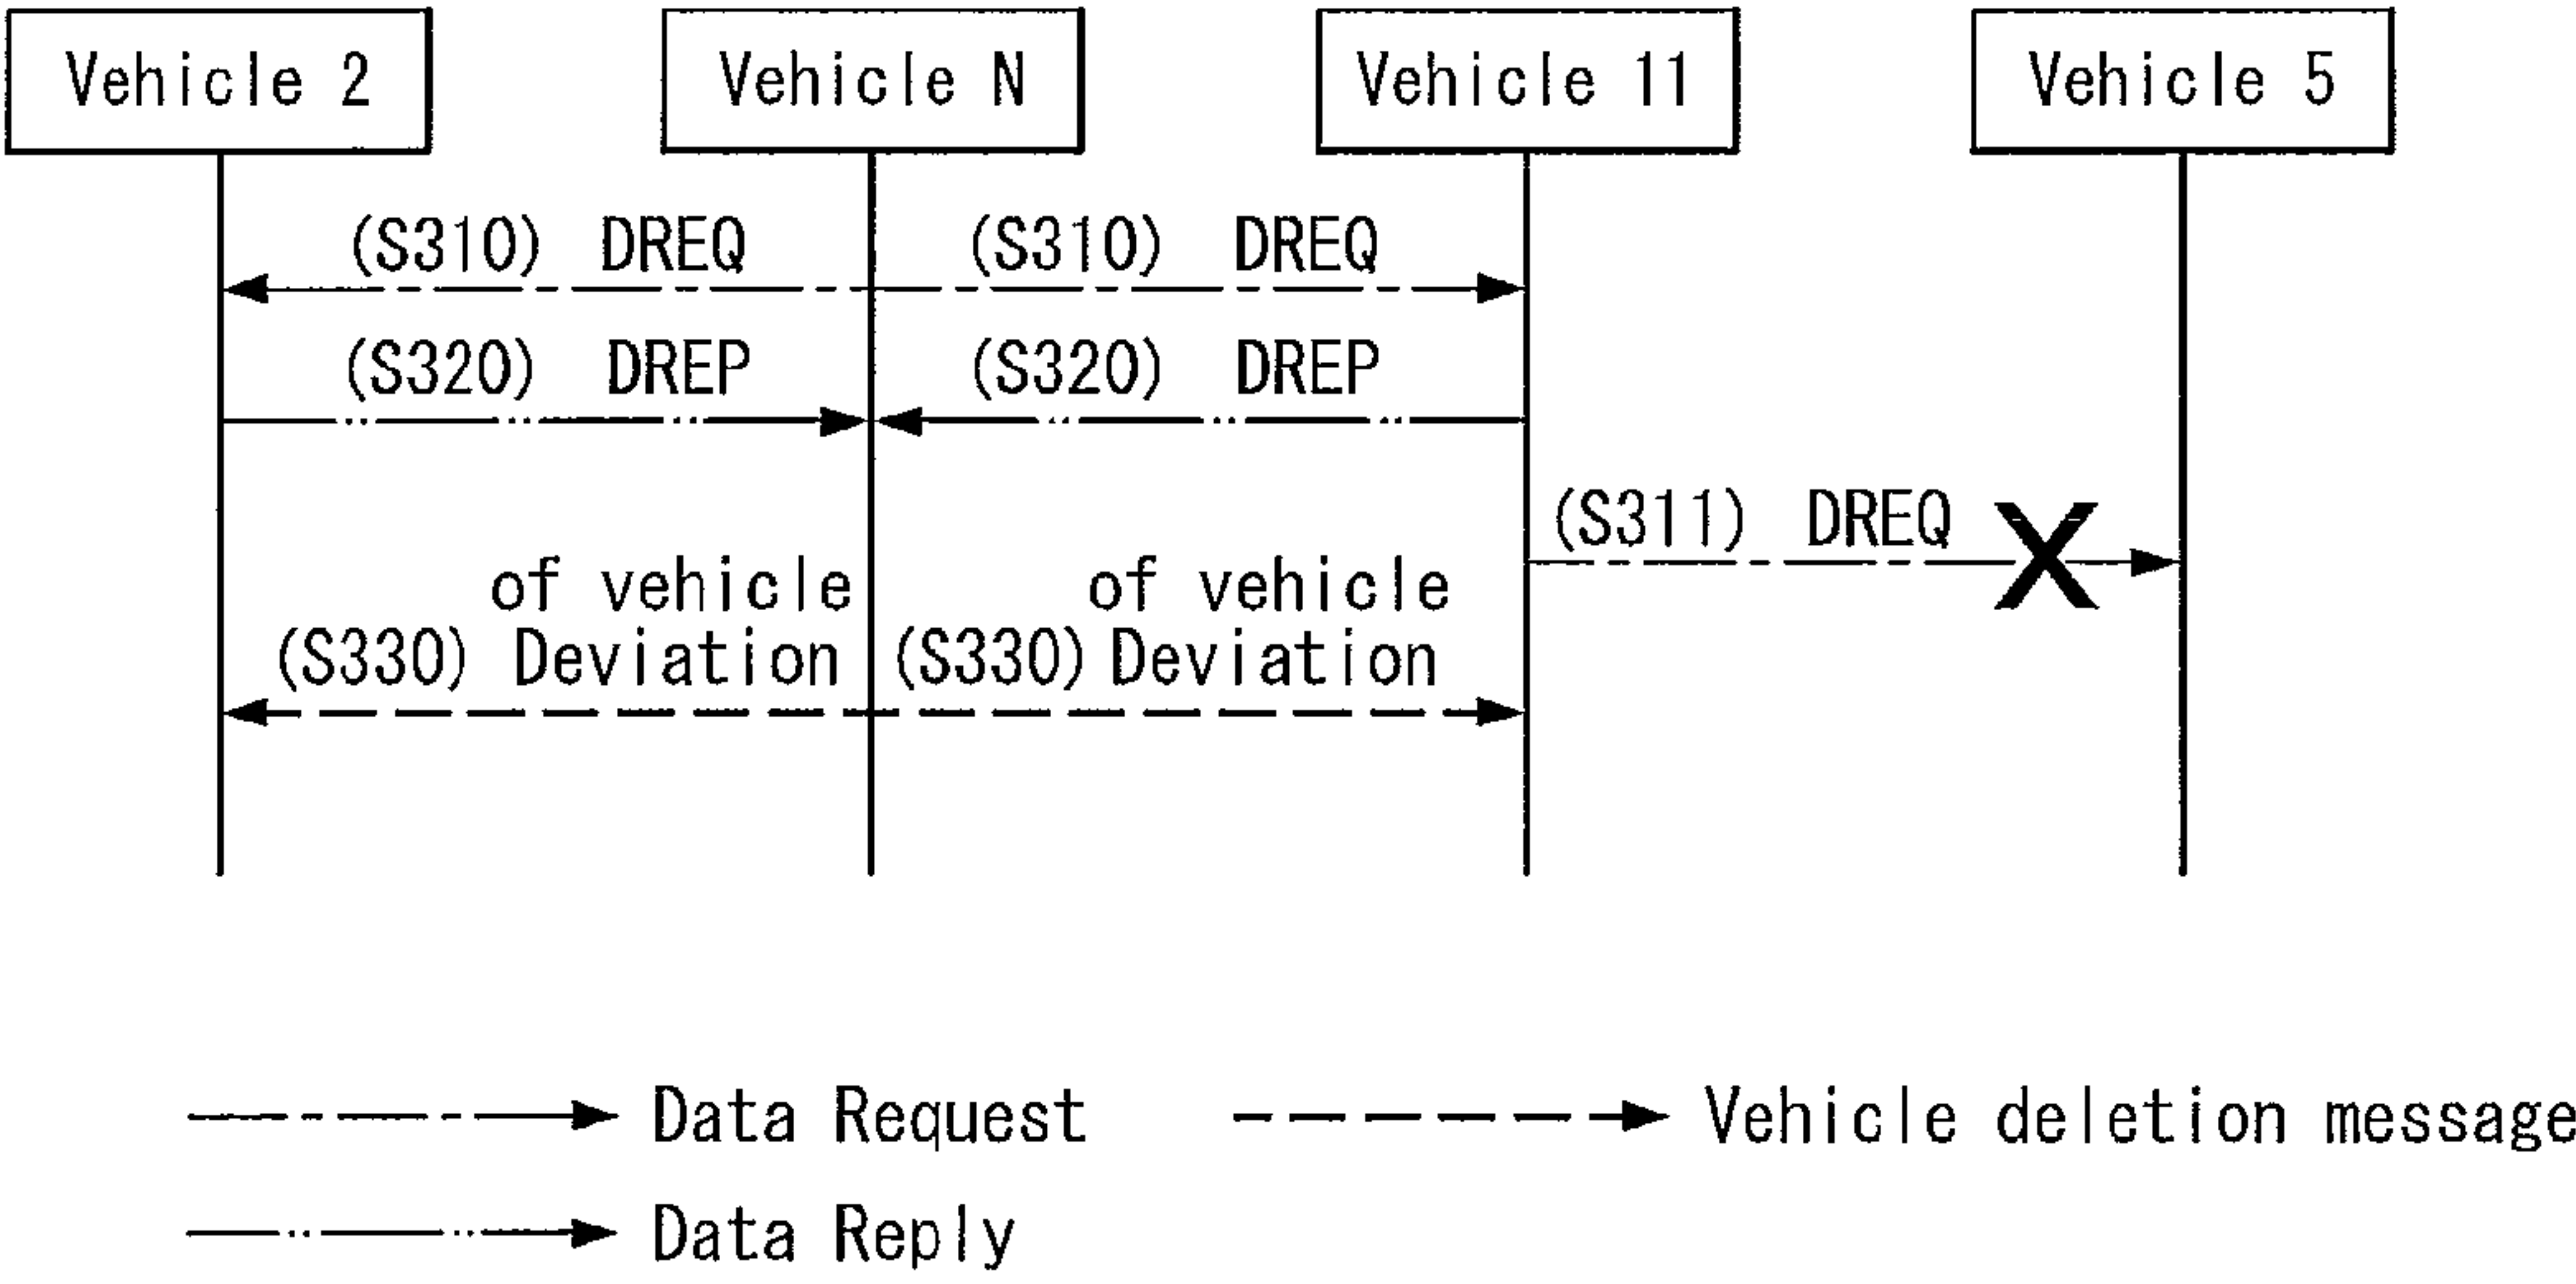 Vehicle 2
Vehicle N
Vehicle 11
Vehicle 5
(S310) DREQ
(S310) DREQ
(S320) DREP
(S320) DREP
(S311) DREQ
of vehicle
(S330) Deviation
of vehicle
(S330) Deviation
Data Request
Vehicle deletion message
Data Reply